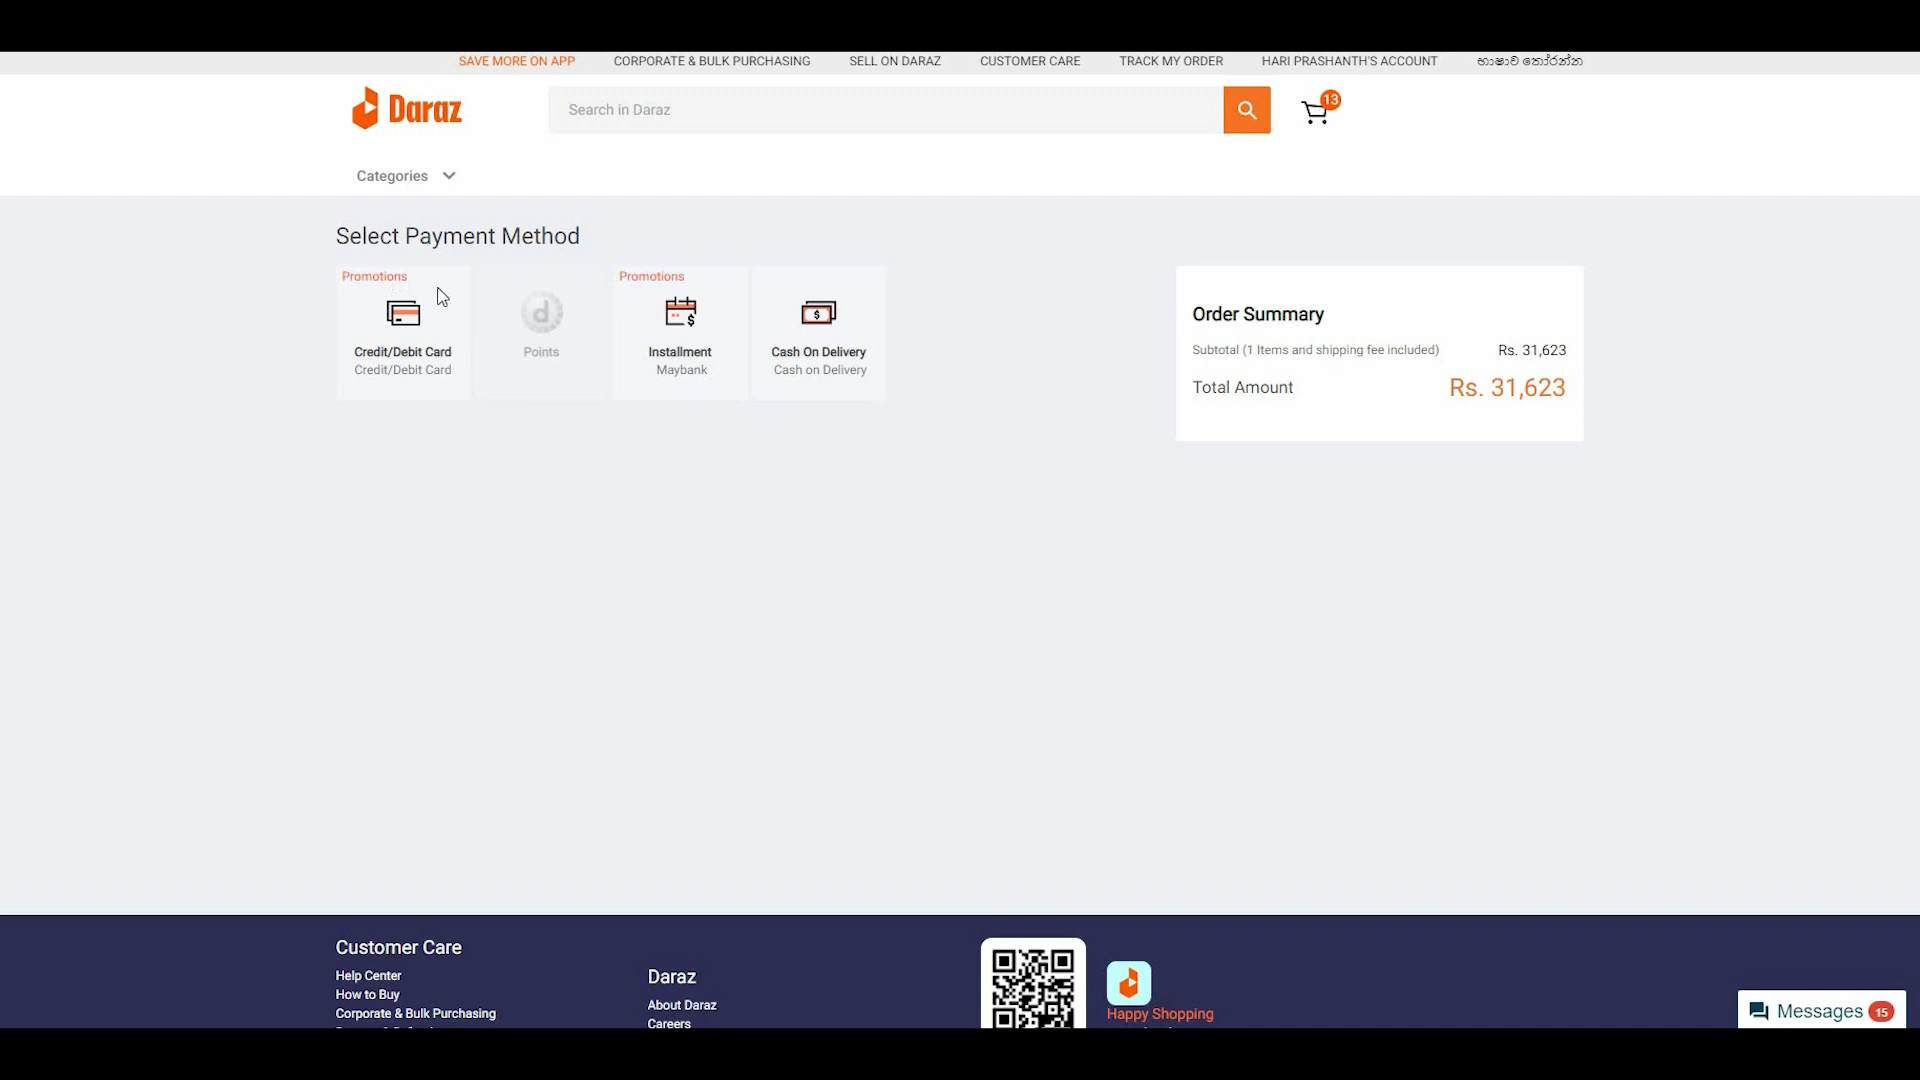 SAVE MORE ON APP CORPORATE & BULK PURCHASING SELL ON DARAZ CUSTOMER CARE TRACK MY ORDER HARI PRASHANTH'S ACCOUNT භාෂාව තෝරන්න
Daraz
Search in Daraz
13
Categories
Select Payment Method
Promotions
Credit/Debit Card
Credit/Debit Card
Points
Promotions
Installment
Maybank
Cash On Delivery
Cash on Delivery
Order Summary
Subtotal (1 Items and shipping fee included) Rs. 31,623
Total Amount Rs. 31,623
Customer Care
Help Center
How to Buy
Corporate & Bulk Purchasing
Daraz
About Daraz
Careers
Happy Shopping
Messages 15